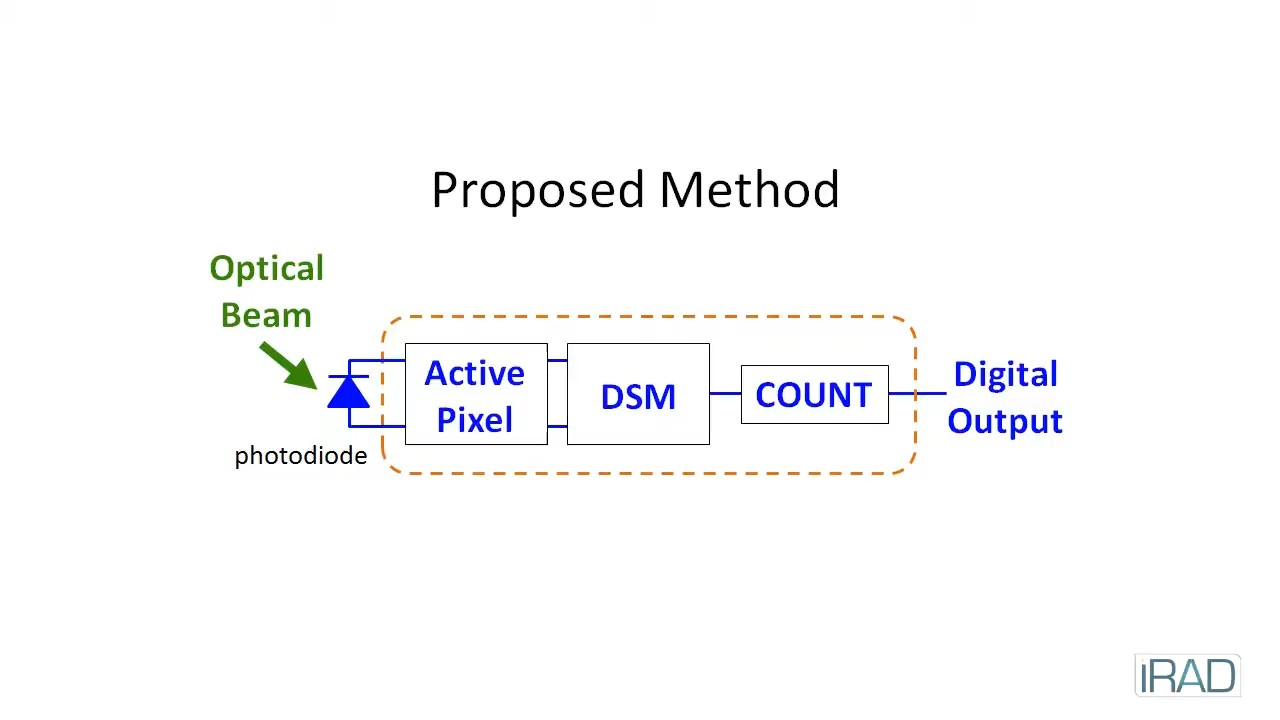 Proposed Method
Optical
Beam
Active
Pixel
DSM
COUNT
Digital
Output
photodiode
iRAD